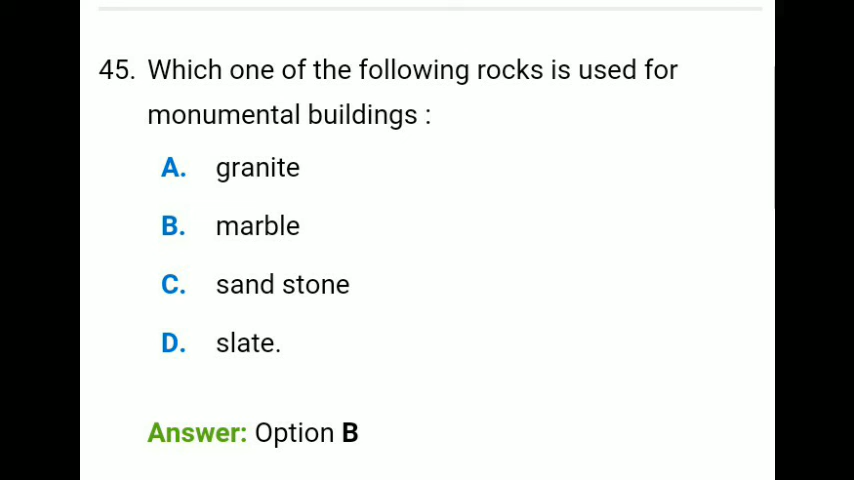 45. Which one of the following rocks is used for
monumental buildings :
A. granite
B. marble
C. sand stone
D. slate.
Answer: Option B